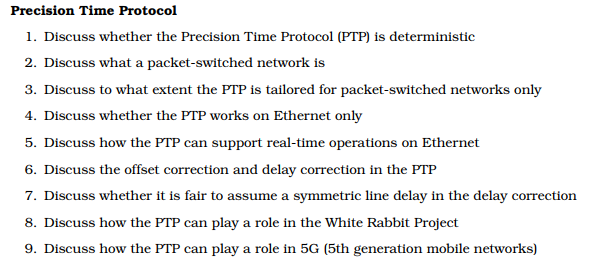 Precision Time Protocol
1. Discuss whether the Precision Time Protocol (PTP) is deterministic
2. Discuss what a packet-switched network is
3. Discuss to what extent the PTP is tailored for packet-switched networks only
4. Discuss whether the PTP works on Ethernet only
5. Discuss how the PTP can support real-time operations on Ethernet
6. Discuss the offset correction and delay correction in the PTP
7. Discuss whether it is fair to assume a symmetric line delay in the delay correction
8. Discuss how the PTP can play a role in the White Rabbit Project
9. Discuss how the PTP can play a role in 5G (5th generation mobile networks)